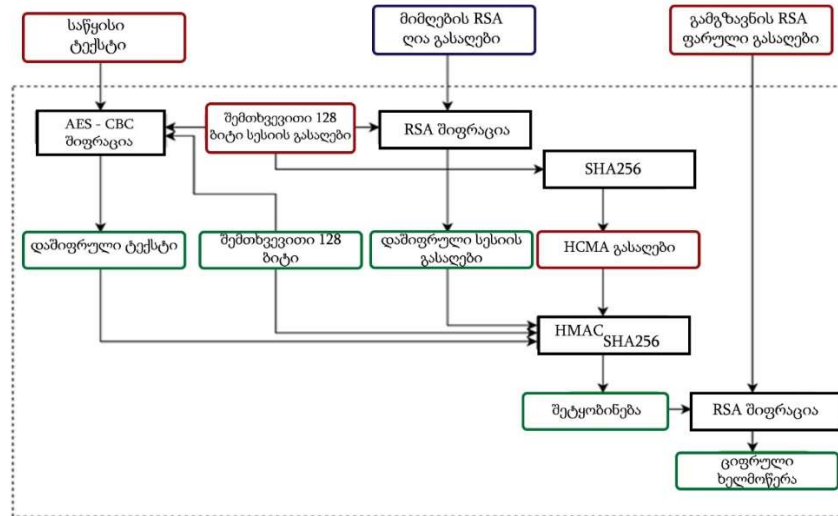 საწყისი
ტექსტი
მიმღების RSA
ღია გასაღები
გამგზავნის RSA
ფარული გასაღები
AES - CBC
შიფრაცია
შემთხვევითი 128
ბიტი სესიის გასაღები
RSA შიფრაცია
SHA256
დაშიფრული ტექსტი
შემთხვევითი 128
ბიტი
დაშიფრული სესიის
გასაღები
HCMA გასაღები
HMAC
SHA256
შეტყობინება
RSA შიფრაცია
ციფრული
ხელმოწერა